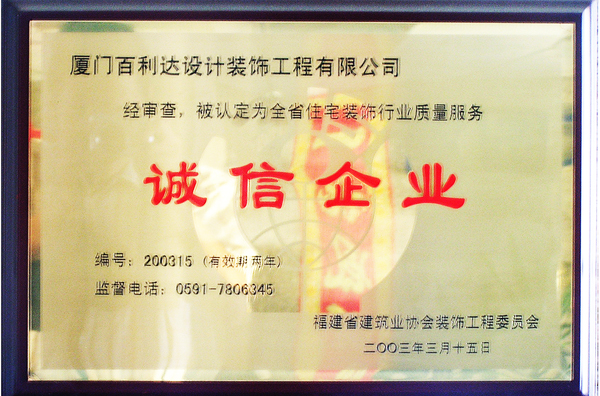 厦门百利达设计装饰工程有限公司
经审查，被认定为全省住宅装饰行业质量服务
诚信企业
编号：200315（有效期两年）
监督电话：0591-7806345
福建省建筑业协会装饰工程委员会
二〇〇三年三月十五日